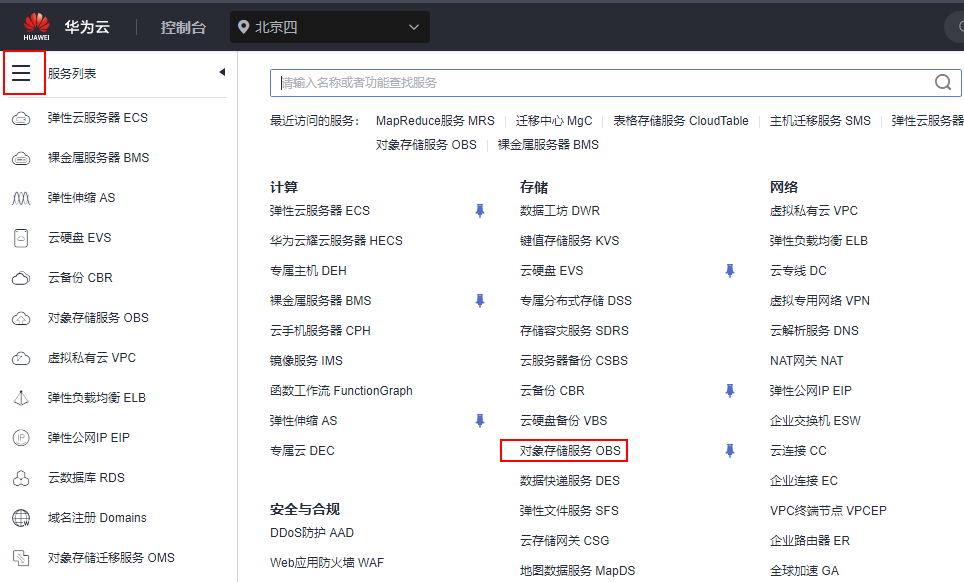 HUAWEI 华为云 控制台 北京四
服务列表
弹性云服务器 ECS
裸金属服务器 BMS
弹性伸缩 AS
云硬盘 EVS
云备份 CBR
对象存储服务 OBS
虚拟私有云 VPC
弹性负载均衡 ELB
弹性公网IP EIP
云数据库 RDS
域名注册 Domains
对象存储迁移服务 OMS
请输入名称或者功能查找服务
最近访问的服务: MapReduce服务 MRS 迁移中心 MgC 表格存储服务 CloudTable 主机迁移服务 SMS 弹性云服务器
对象存储服务 OBS 裸金属服务器 BMS
计算
弹性云服务器 ECS
华为云耀云服务器 HECS
专属主机 DEH
裸金属服务器 BMS
云手机服务器 CPH
镜像服务 IMS
函数工作流 FunctionGraph
弹性伸缩 AS
专属云 DEC
安全与合规
DDoS防护 AAD
Web应用防火墙 WAF
存储
数据工坊 DWR
键值存储服务 KVS
云硬盘 EVS
专属分布式存储 DSS
存储容灾服务 SDRS
云服务器备份 CSBS
云备份 CBR
云硬盘备份 VBS
对象存储服务 OBS
数据快递服务 DES
弹性文件服务 SFS
云存储网关 CSG
地图数据服务 MapDS
网络
虚拟私有云 VPC
弹性负载均衡 ELB
云专线 DC
虚拟专用网络 VPN
云解析服务 DNS
NAT网关 NAT
弹性公网IP EIP
企业交换机 ESW
云连接 CC
企业连接 EC
VPC终端节点 VPCEP
企业路由器 ER
全球加速 GA